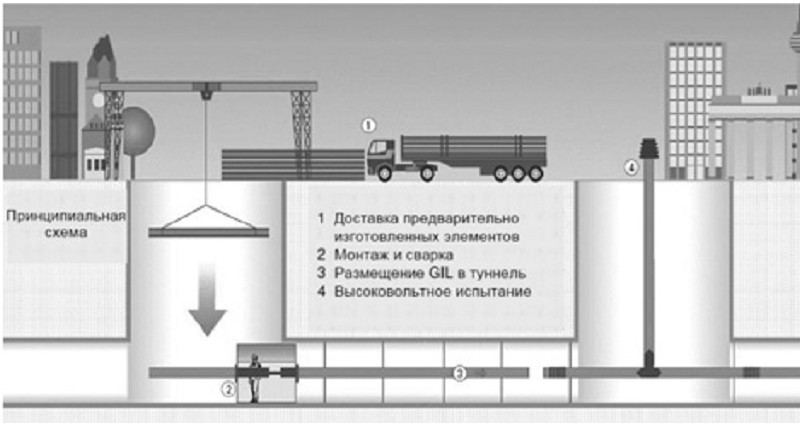 1
4
Принципиальная
схема
1 Доставка предварительно
изготовленных элементов
2 Монтаж и сварка
3 Размещение GIL в туннель
4 Высоковольтное испытание
2
3